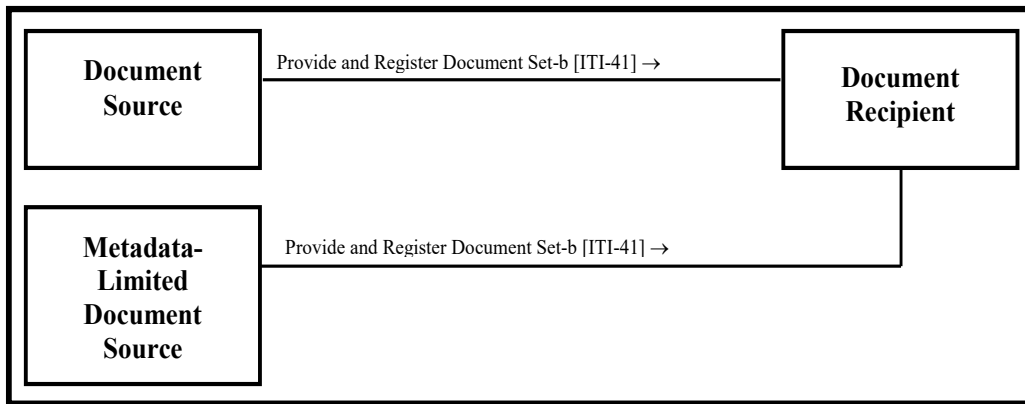 Document
Source
Provide and Register Document Set-b [ITI-41] →
Document
Recipient
Metadata-
Limited
Document
Source
Provide and Register Document Set-b [ITI-41] →